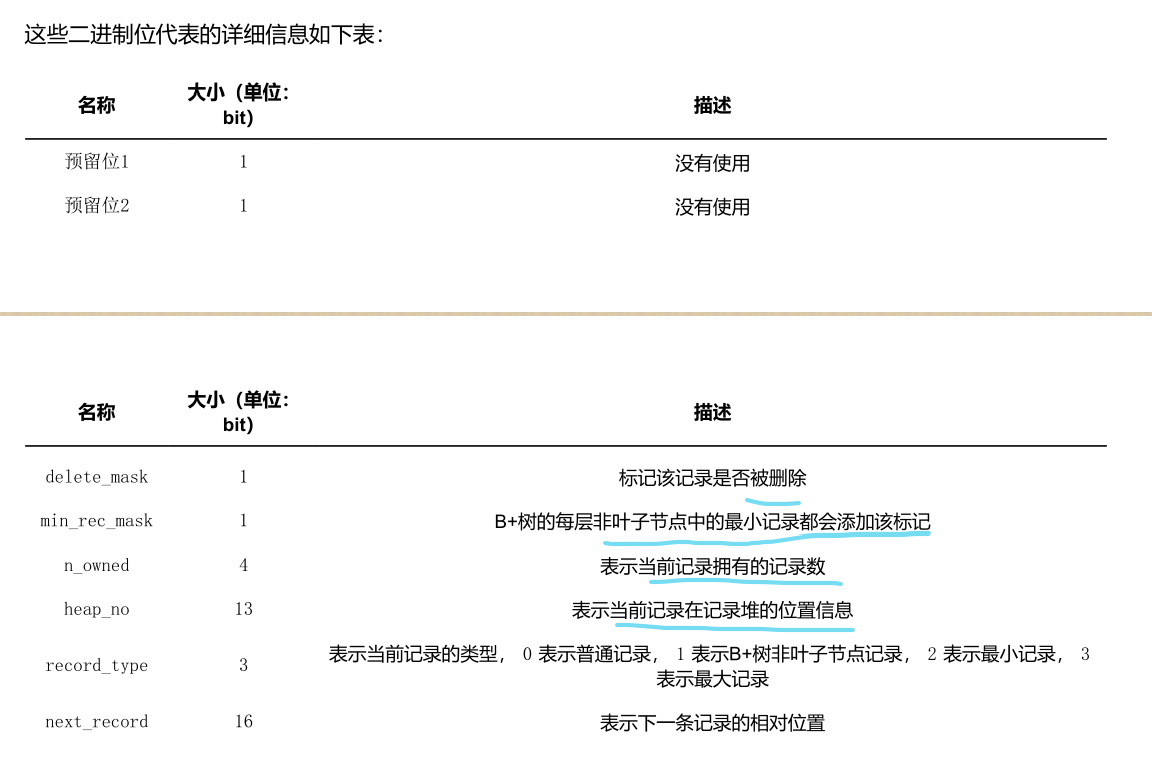 这些二进制位代表的详细信息如下表：
名称 大小（单位：bit） 描述
预留位1 1 没有使用
预留位2 1 没有使用
名称 大小（单位：bit） 描述
delete_mask 1 标记该记录是否被删除
min_rec_mask 1 B+树的每层非叶子节点中的最小记录都会添加该标记
n_owned 4 表示当前记录拥有的记录数
heap_no 13 表示当前记录在记录堆的位置信息
record_type 3 表示当前记录的类型， 0 表示普通记录， 1 表示B+树非叶子节点记录， 2 表示最小记录， 3
表示最大记录
next_record 16 表示下一条记录的相对位置